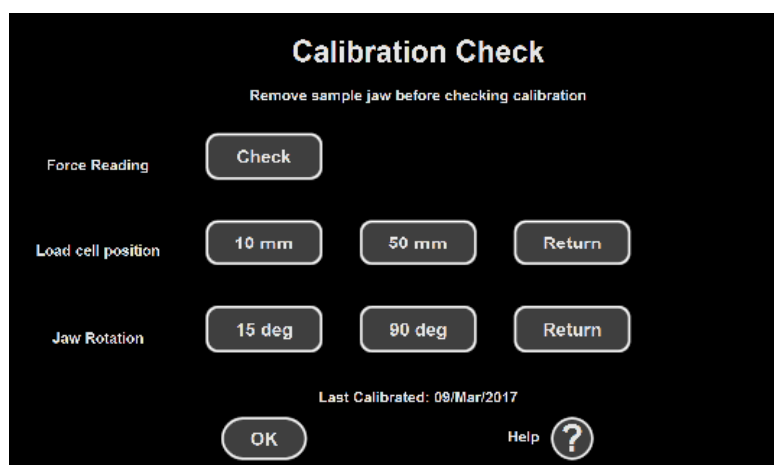 Calibration Check
Remove sample jaw before checking calibration
Force Reading Check
Load cell position 10 mm 50 mm Return
Jaw Rotation 15 deg 90 deg Return
Last Calibrated: 09/Mar/2017
OK Help ?